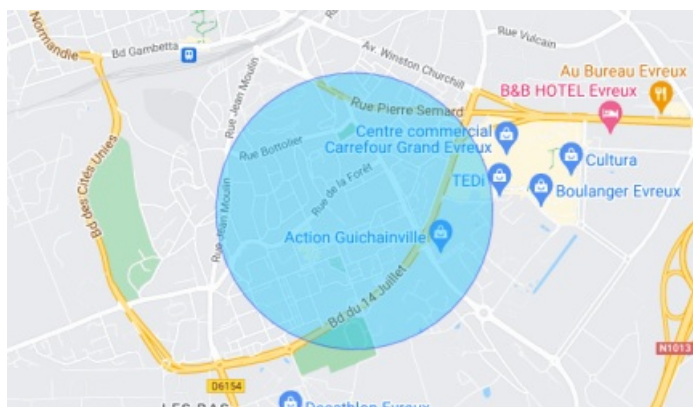 Normandie
Bd Gambetta
Rue Vulcain
Av. Winston Churchill
Au Bureau Evreux
B&B HOTEL Evreux
Rue Jean Moulin
Rue Pierre Semard
Centre commercial
Carrefour Grand Evreux
Cultura
Rue Bottolier
TEDi
Boulanger Evreux
Bd des Cités Unies
Rue de la Forêt
Rue Jean Moulin
Action Guichainville
Bd du 14 Juillet
N1013
D6154
LES BAS
Decathlon Evreux